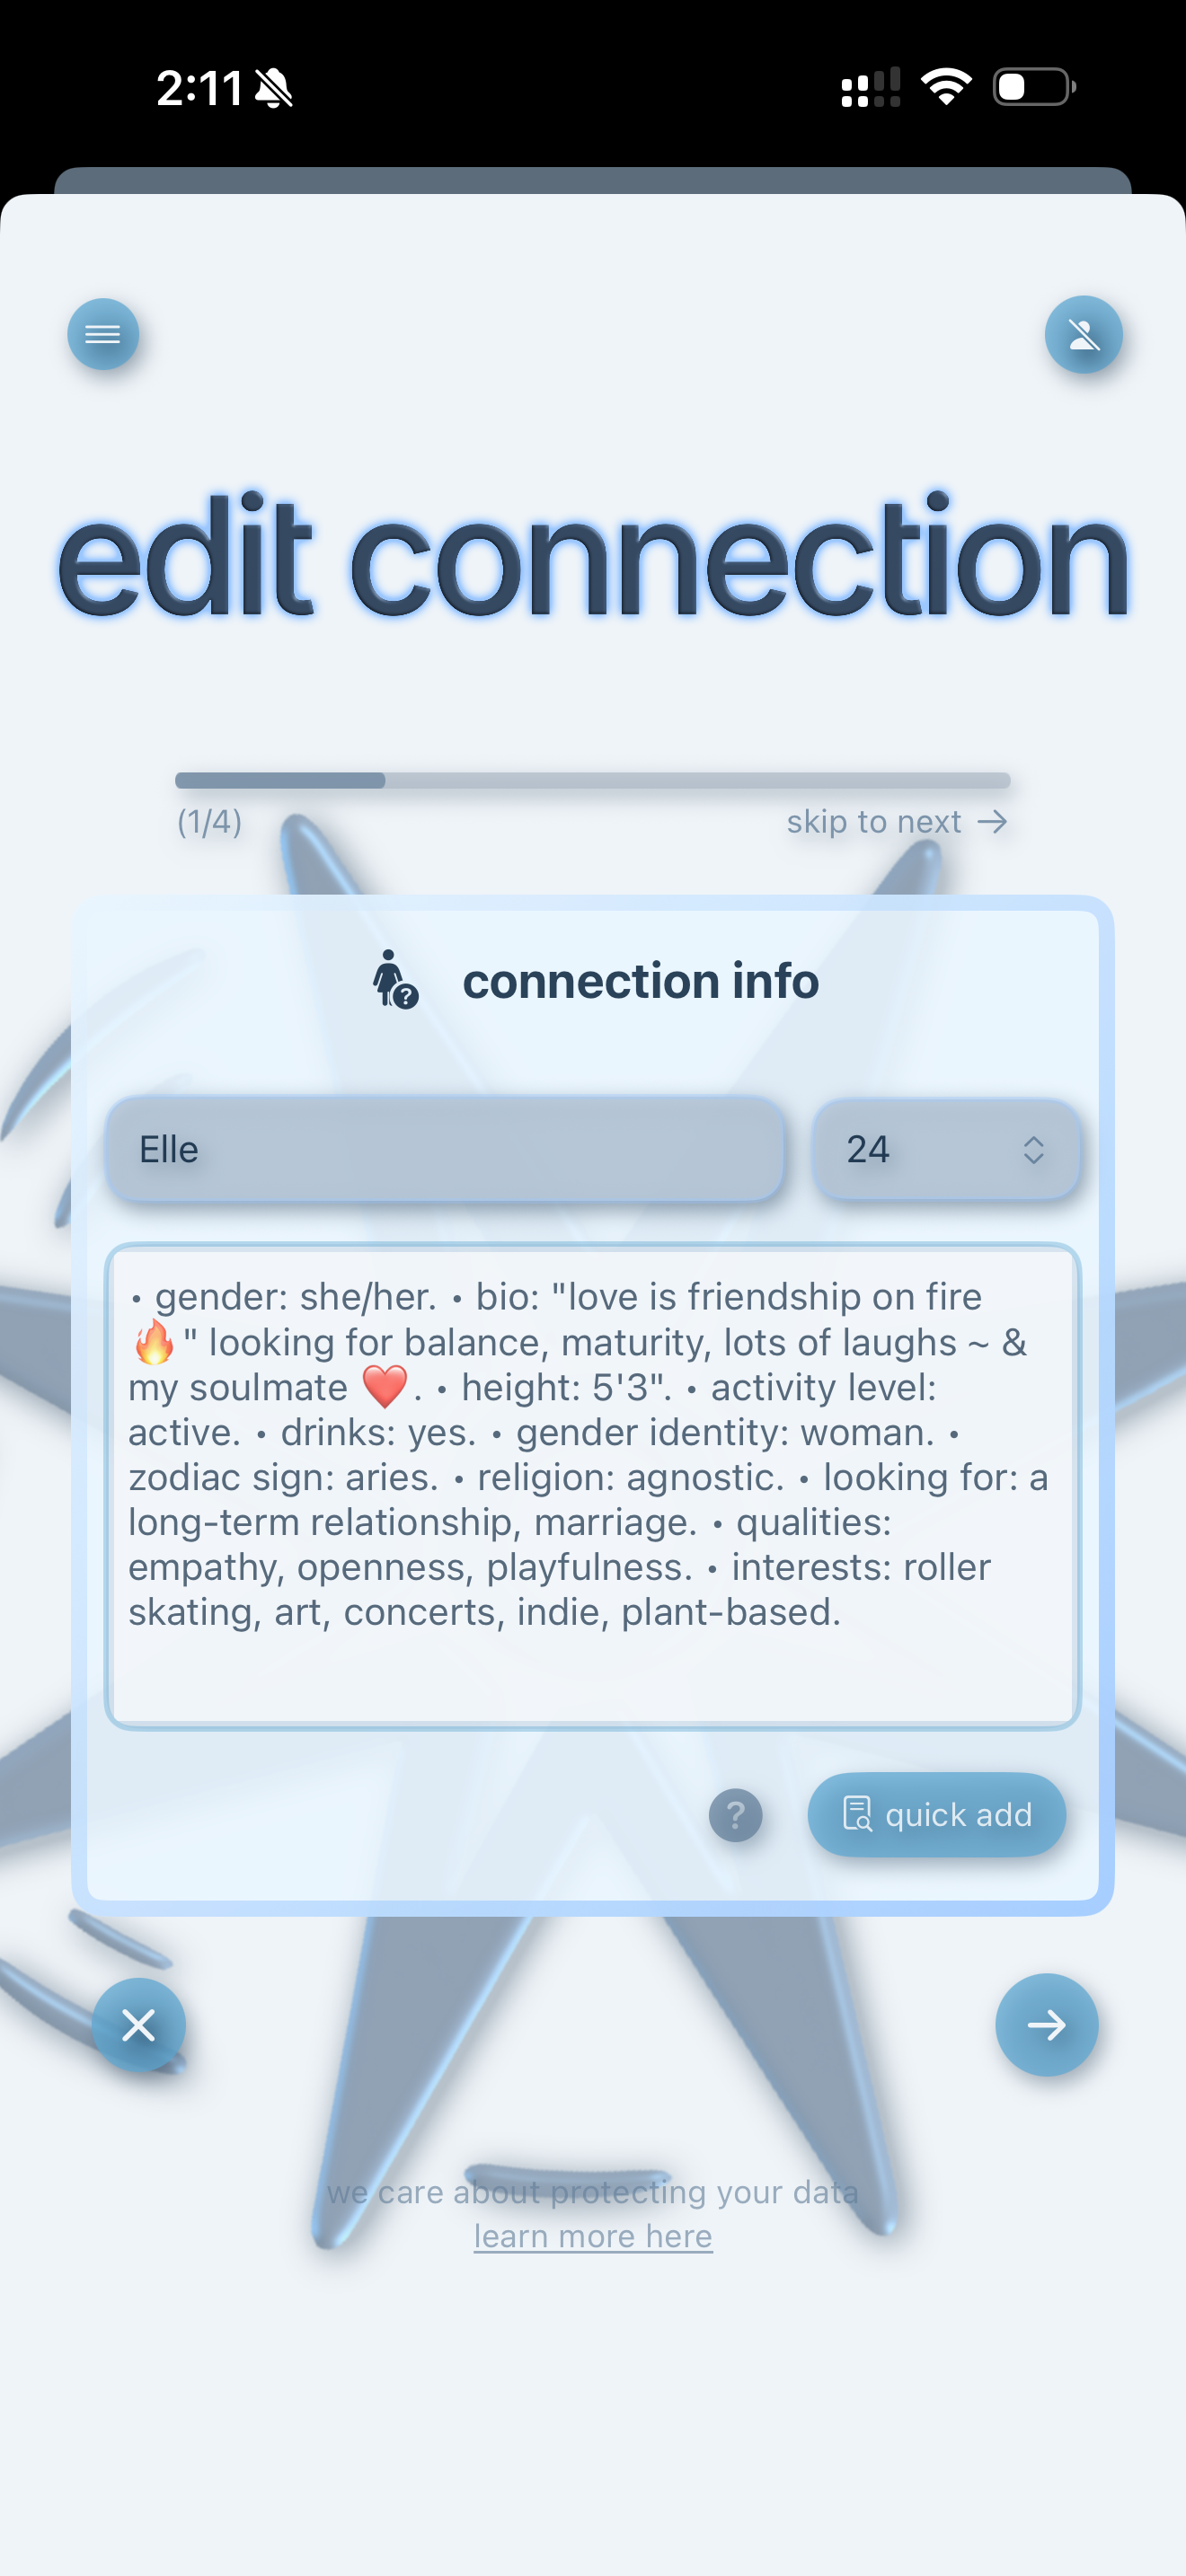 2:11
edit connection
(1/4)
skip to next →
connection info
Elle
24
• gender: she/her. • bio: "love is friendship on fire
🔥" looking for balance, maturity, lots of laughs ~ &
my soulmate ❤️. • height: 5'3". • activity level:
active. • drinks: yes. • gender identity: woman. •
zodiac sign: aries. • religion: agnostic. • looking for: a
long-term relationship, marriage. • qualities:
empathy, openness, playfulness. • interests: roller
skating, art, concerts, indie, plant-based.
?
quick add
we care about protecting your data
learn more here